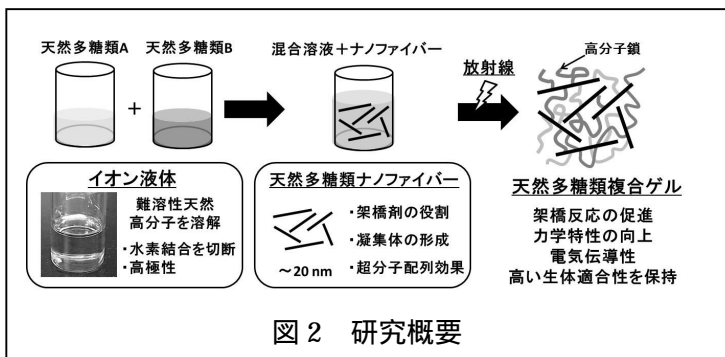 天然多糖類A
天然多糖類B
混合溶液＋ナノファイバー
放射線
高分子鎖
+
イオン液体
難溶性天然
高分子を溶解
・水素結合を切断
・高極性
天然多糖類ナノファイバー
・架橋剤の役割
・凝集体の形成
・超分子配列効果
～20 nm
天然多糖類複合ゲル
架橋反応の促進
力学特性の向上
電気伝導性
高い生体適合性を保持
図２ 研究概要